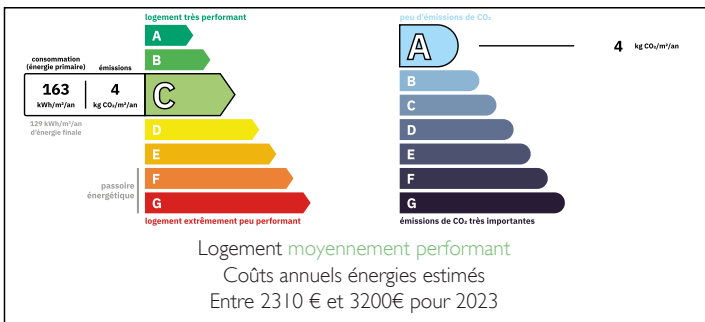 logement très performant
A
B
consommation
(énergie primaire)
émissions
163
kWh/m²/an
4
kg CO₂/m²/an
C
129 kWh/m²/an
d'énergie finale
D
E
F
G
passoire
énergétique
logement extrêmement peu performant
peu d'émissions de CO₂
A
4 kg CO₂/m²/an
B
C
D
E
F
G
émissions de CO₂ très importantes
Logement moyennement performant
Coûts annuels énergies estimés
Entre 2310 € et 3200€ pour 2023